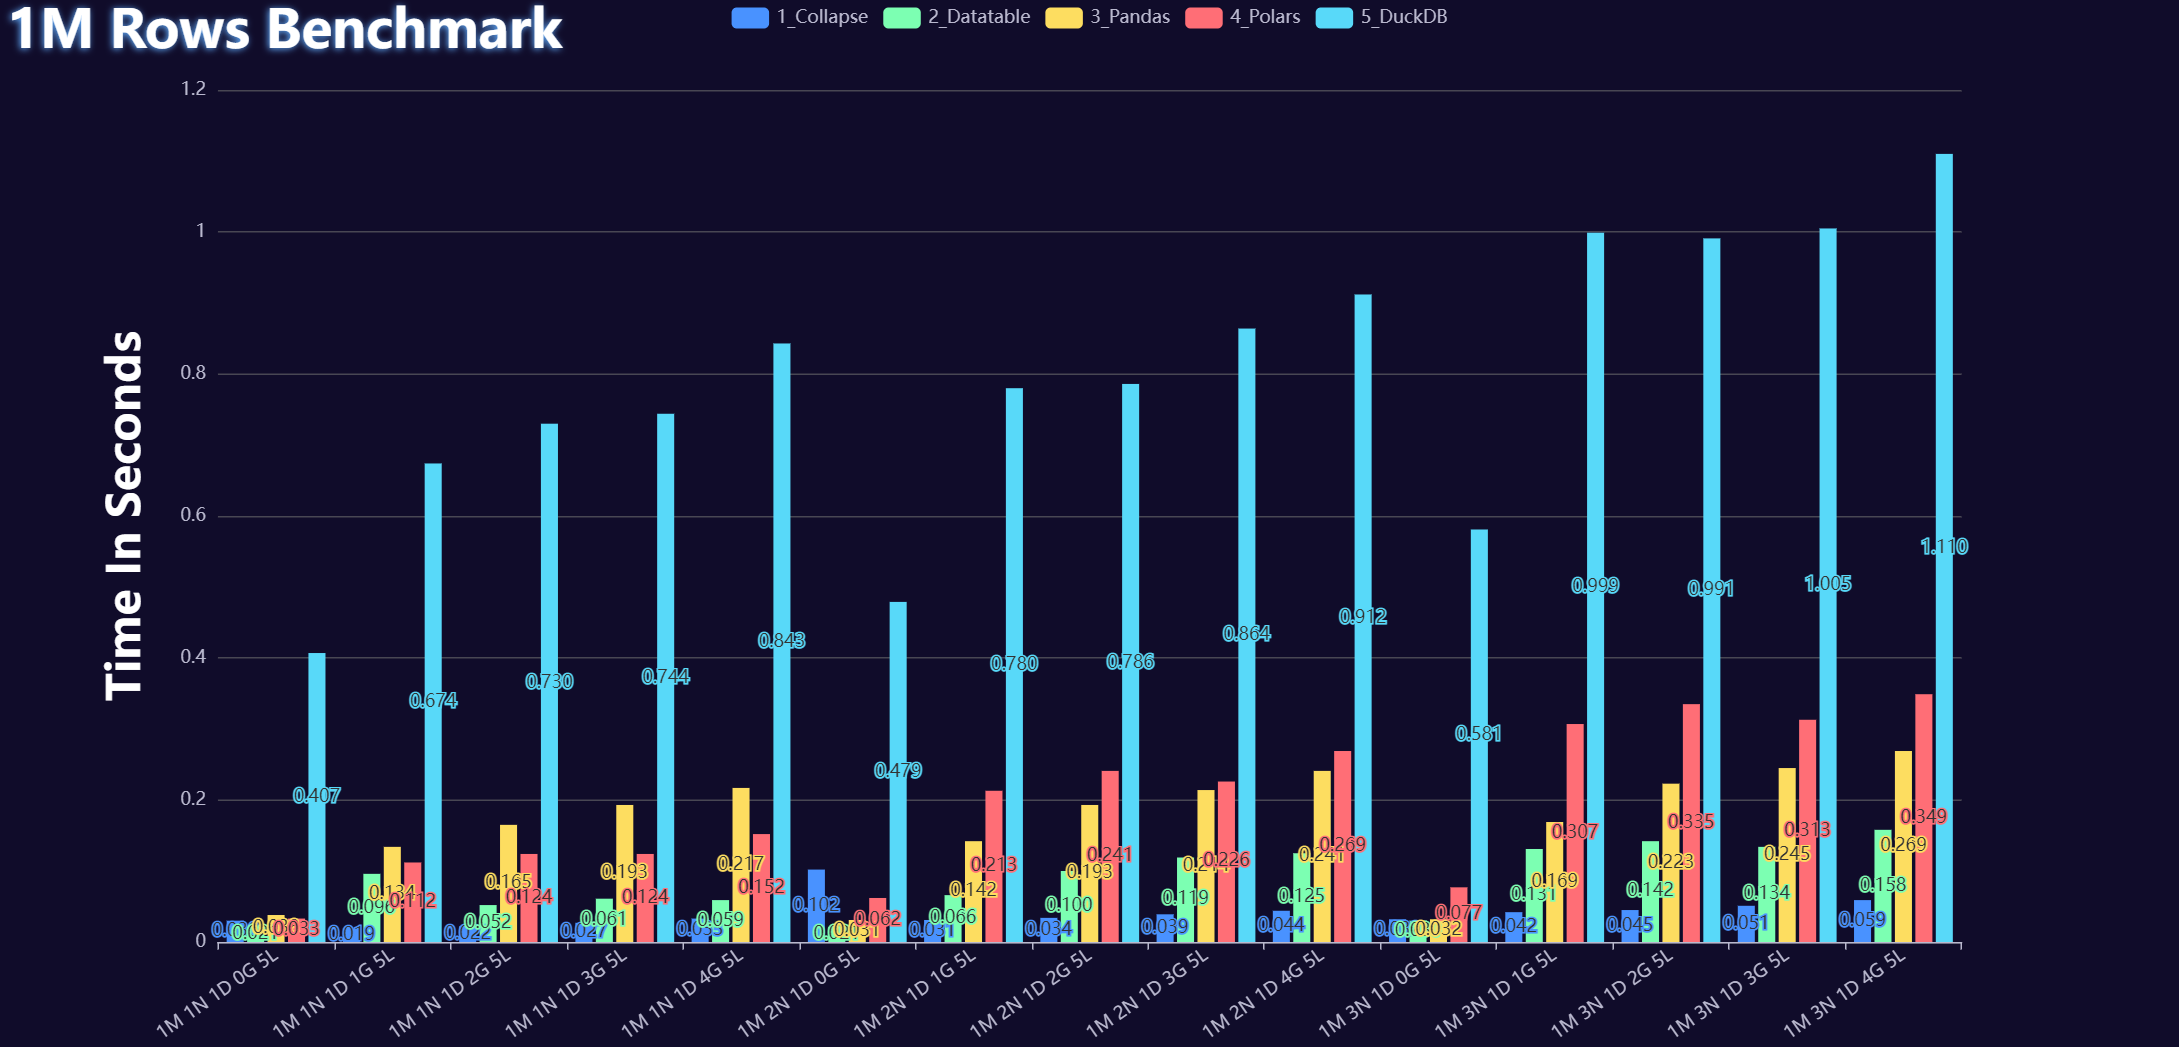 1M Rows Benchmark
1_Collapse 2_Datatable 3_Pandas 4_Polars 5_DuckDB
Time In Seconds
1.2
1
0.8
0.6
0.4
0.2
0
0.033 0.407
0.019 0.096 0.134 0.112 0.674
0.022 0.052 0.165 0.124 0.730
0.027 0.061 0.193 0.124 0.744
0.033 0.059 0.217 0.152 0.843
0.102 0.031 0.062 0.479
0.031 0.066 0.142 0.213 0.780
0.034 0.100 0.193 0.241 0.786
0.039 0.119 0.214 0.226 0.864
0.044 0.125 0.241 0.269 0.912
0.032 0.077 0.581
0.042 0.131 0.169 0.307 0.999
0.045 0.142 0.223 0.335 0.991
0.051 0.134 0.245 0.313 1.005
0.059 0.158 0.269 0.349 1.110
1M 1N 1D 0G 5L
1M 1N 1D 1G 5L
1M 1N 1D 2G 5L
1M 1N 1D 3G 5L
1M 1N 1D 4G 5L
1M 2N 1D 0G 5L
1M 2N 1D 1G 5L
1M 2N 1D 2G 5L
1M 2N 1D 3G 5L
1M 2N 1D 4G 5L
1M 3N 1D 0G 5L
1M 3N 1D 1G 5L
1M 3N 1D 2G 5L
1M 3N 1D 3G 5L
1M 3N 1D 4G 5L